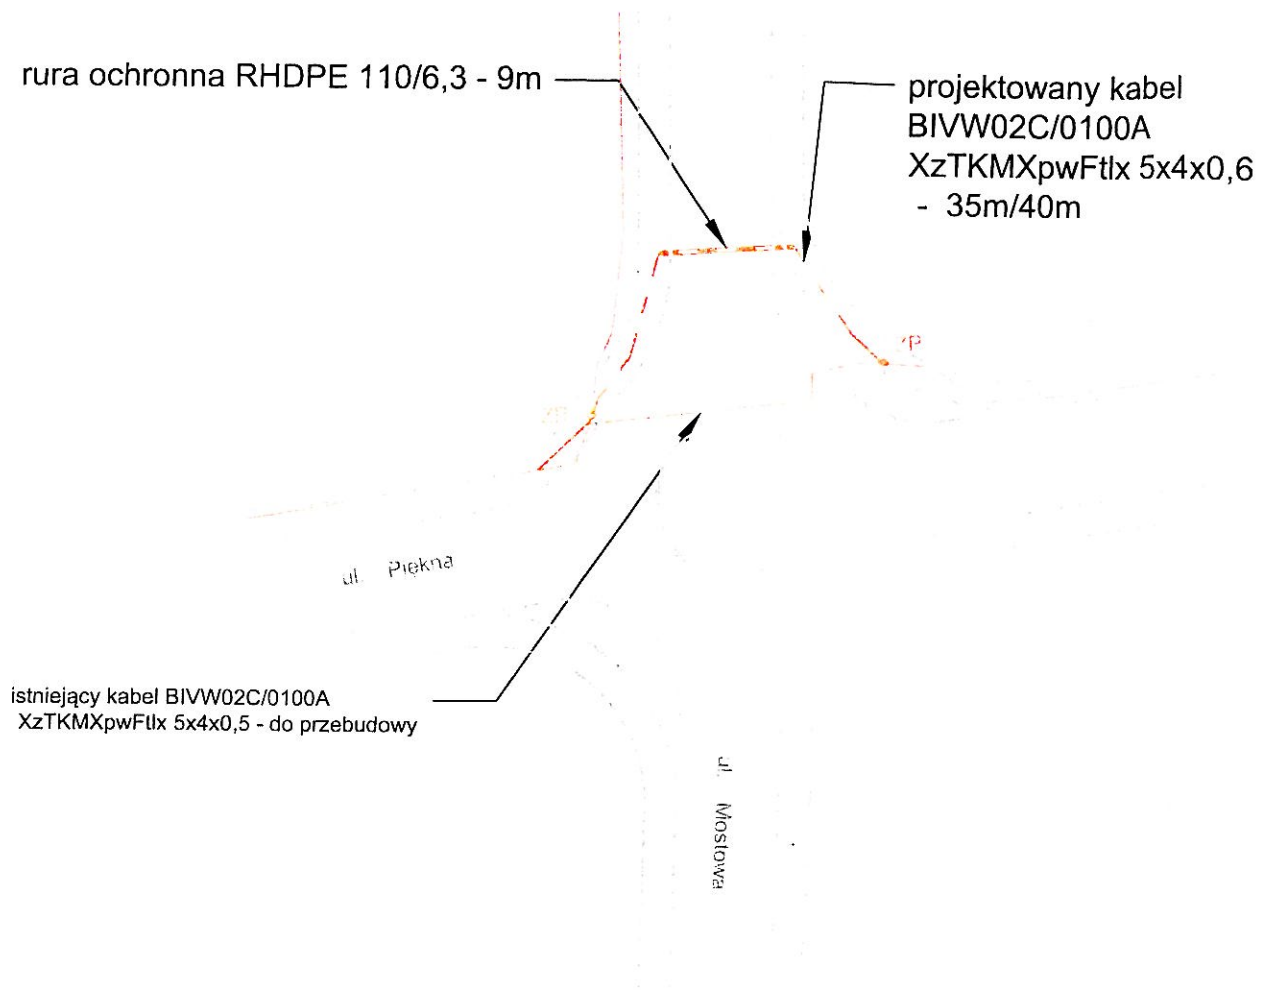 rura ochronna RHDPE 110/6,3 - 9m
projektowany kabel
BIVW02C/0100A
XzTKMXpwFtlx 5x4x0,6
- 35m/40m
ul. Piękna
istniejący kabel BIVW02C/0100A
XzTKMXpwFtlx 5x4x0,5 - do przebudowy
ul. Mostowa